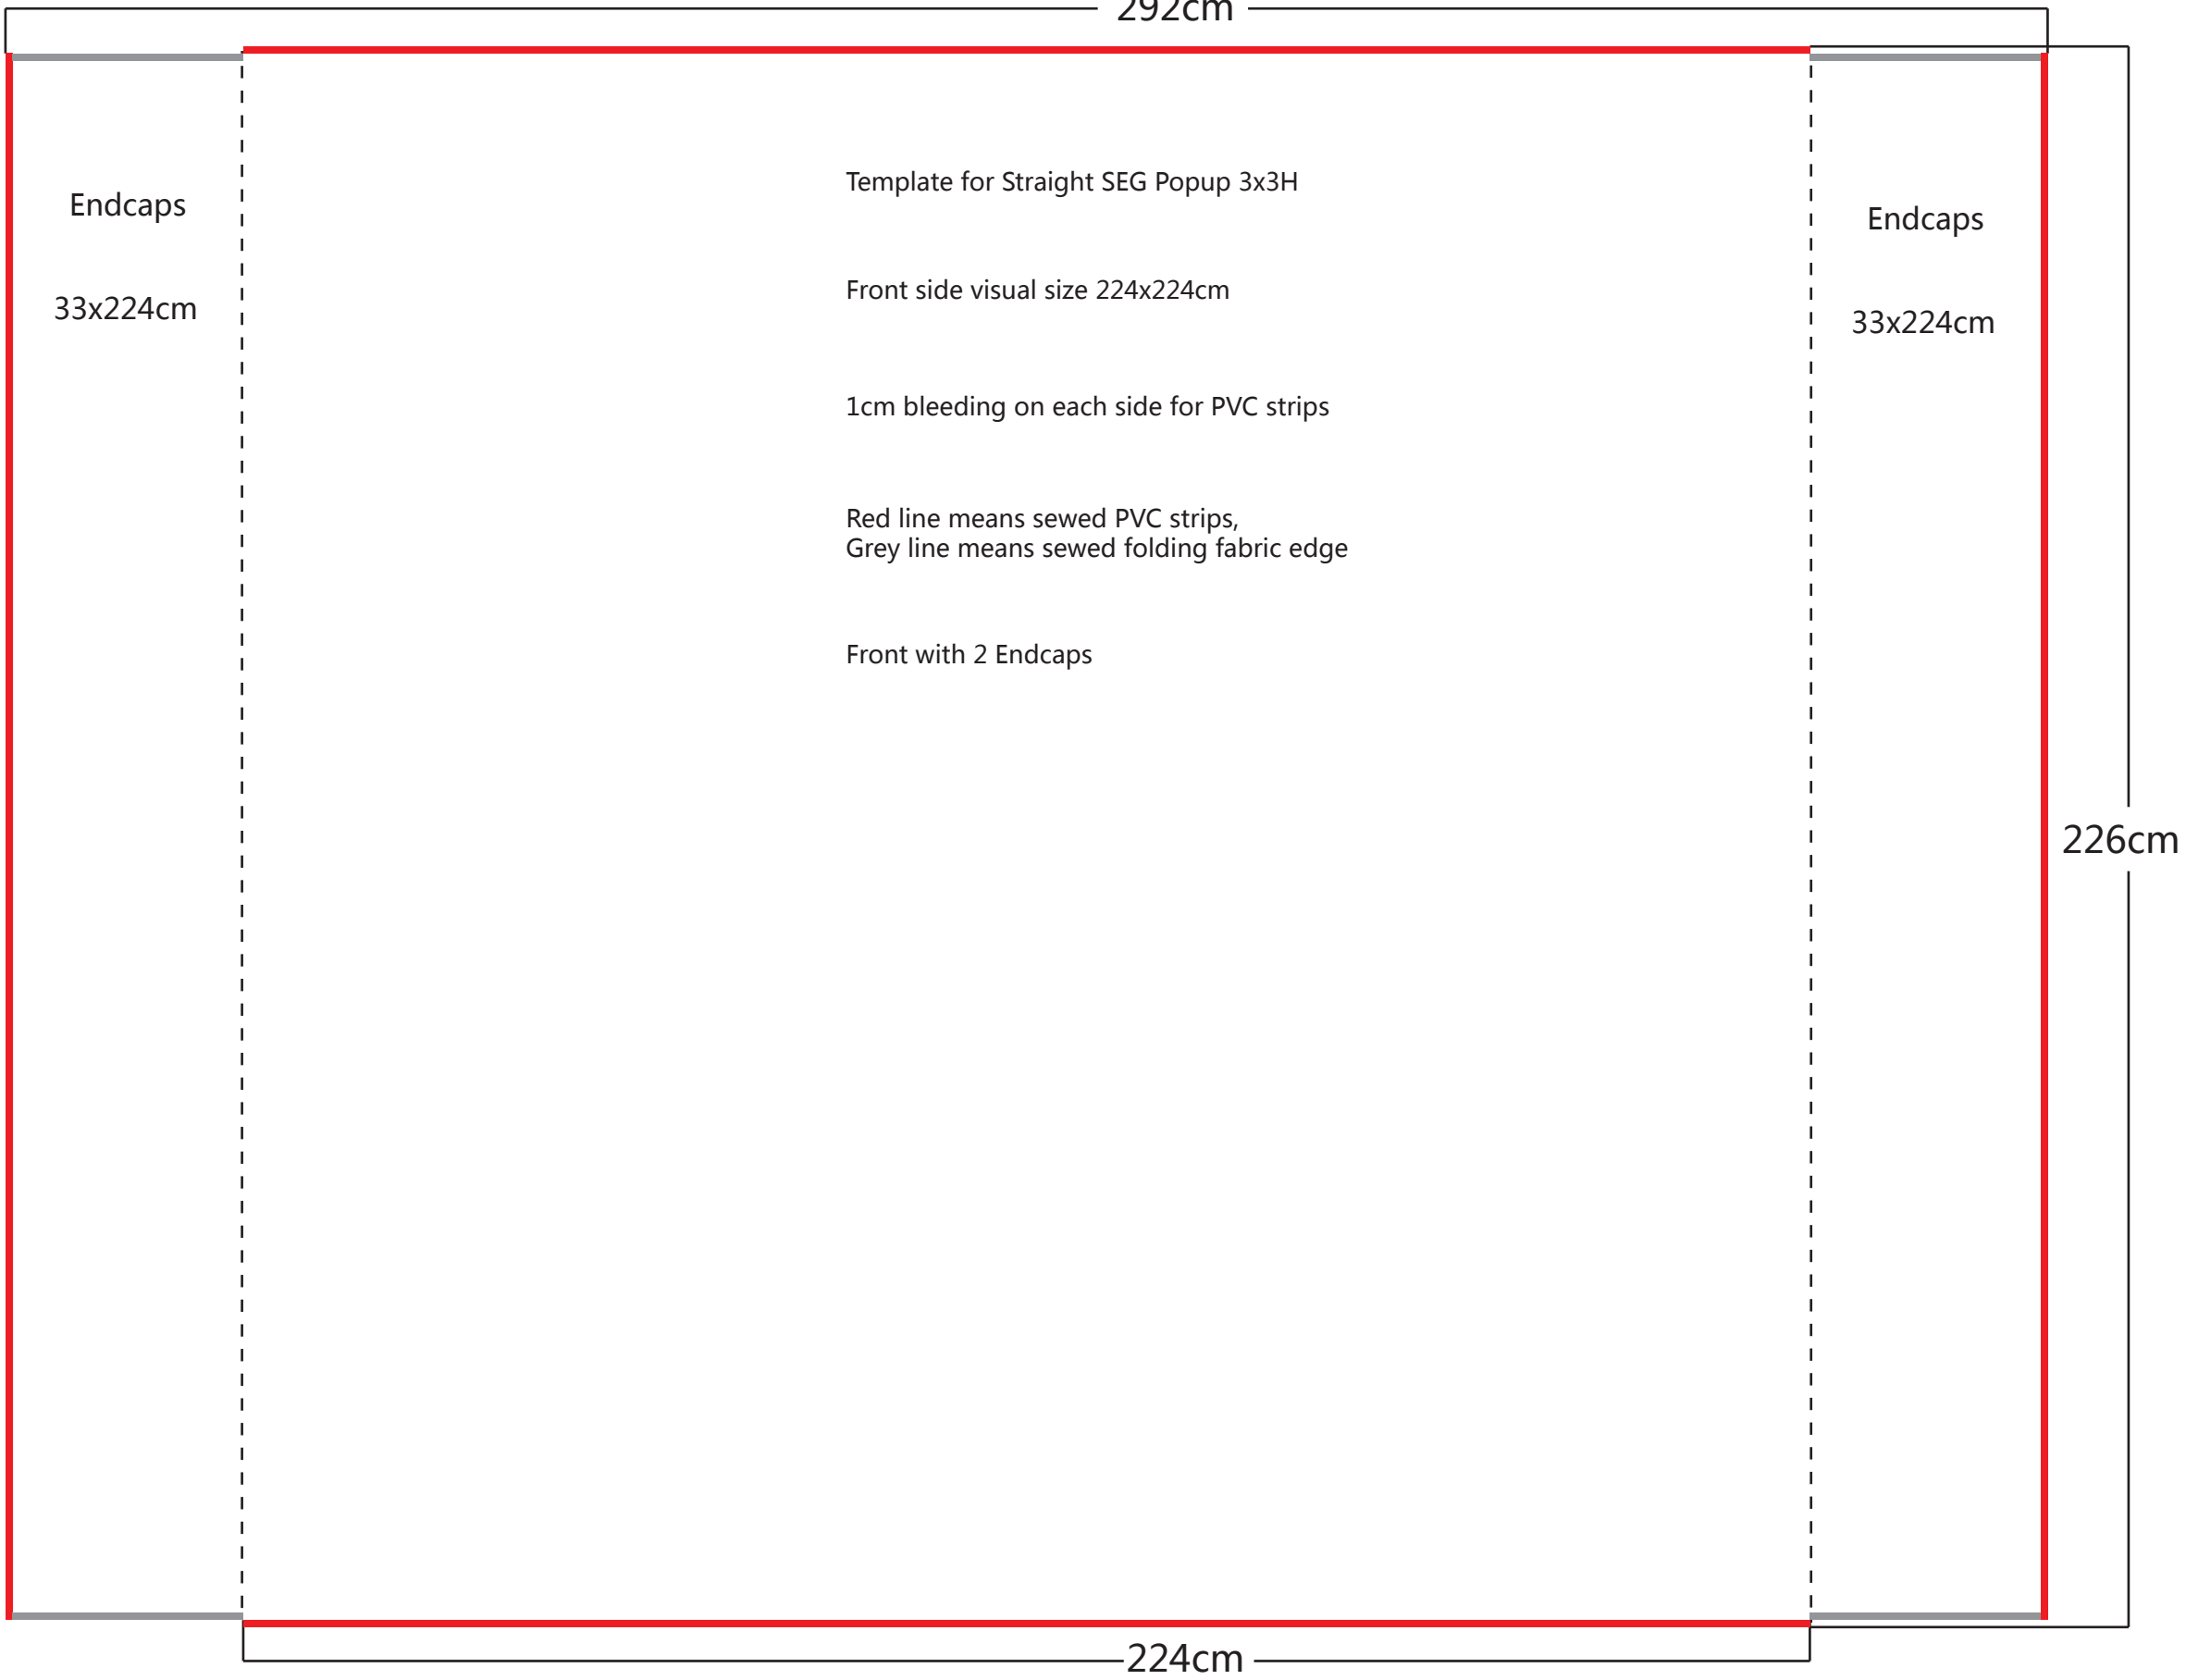 292cm
Endcaps
33x224cm
Template for Straight SEG Popup 3x3H
Front side visual size 224x224cm
1cm bleeding on each side for PVC strips
Red line means sewed PVC strips,
Grey line means sewed folding fabric edge
Front with 2 Endcaps
Endcaps
33x224cm
226cm
224cm